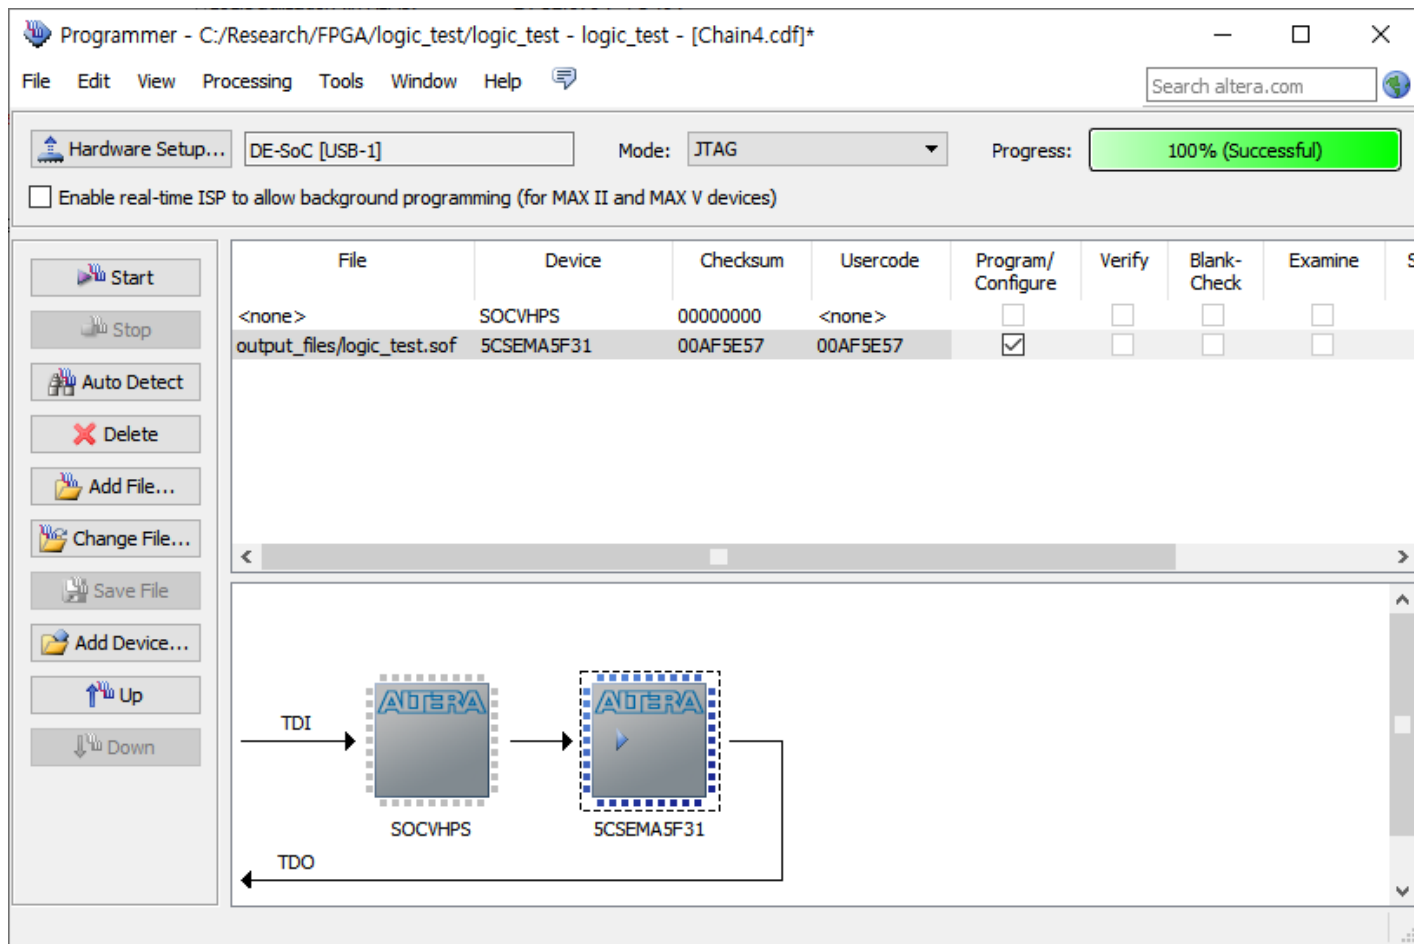 Programmer - C:/Research/FPGA/logic_test/logic_test - logic_test - [Chain4.cdf]*
File Edit View Processing Tools Window Help
Search altera.com
Hardware Setup... DE-SoC [USB-1] Mode: JTAG Progress: 100% (Successful)
Enable real-time ISP to allow background programming (for MAX II and MAX V devices)
Start
Stop
Auto Detect
Delete
Add File...
Change File...
Save File
Add Device...
Up
Down
File Device Checksum Usercode Program/ Verify Blank- Examine
Configure Check
<none> SOCVHPS 00000000 <none>
output_files/logic_test.sof 5CSEMA5F31 00AF5E57 00AF5E57
ALTERA ALTERA
TDI
SOCVHPS 5CSEMA5F31
TDO